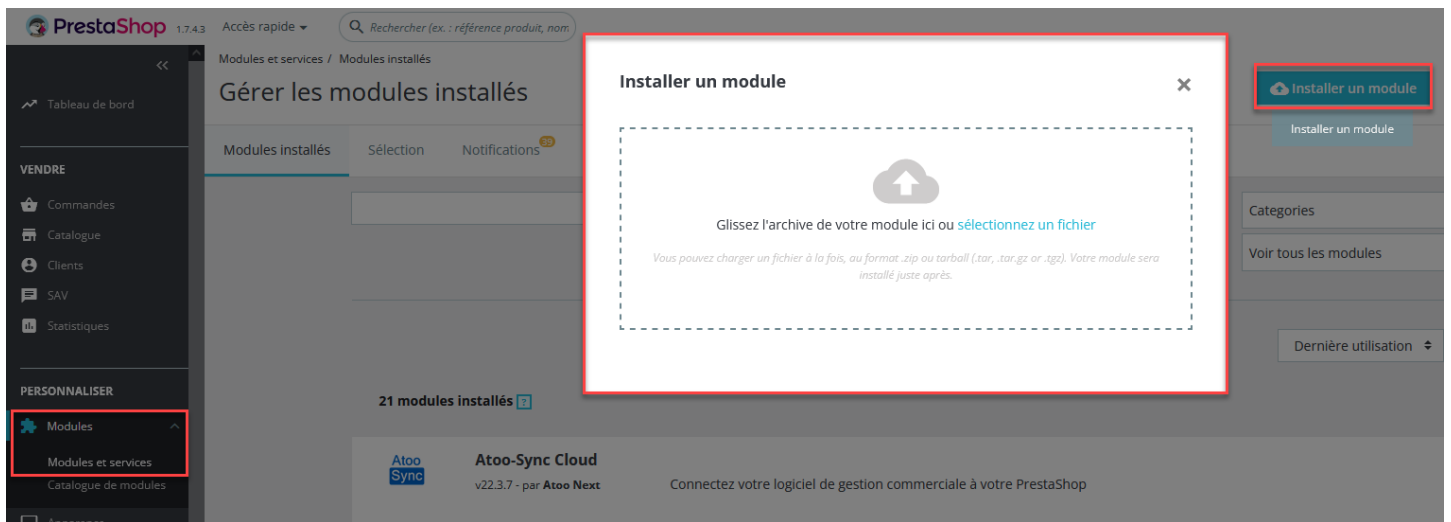 PrestaShop 1.7.4.3 Accès rapide Rechercher (ex. : référence produit, nom
Modules et services / Modules installés
Gérer les modules installés
Tableau de bord
Modules installés Sélection Notifications 39
VENDRE
Commandes
Catalogue
Clients
SAV
Statistiques
PERSONNALISER
Modules
Modules et services
Catalogue de modules
Installer un module
Glissez l'archive de votre module ici ou sélectionnez un fichier
Vous pouvez charger un fichier à la fois, au format .zip ou tarball (.tar, .tar.gz or .tgz). Votre module sera
installé juste après.
Installer un module
Installer un module
Categories
Voir tous les modules
Dernière utilisation
21 modules installés ?
Atoo
Sync
Atoo-Sync Cloud
v22.3.7 - par Atoo Next
Connectez votre logiciel de gestion commerciale à votre PrestaShop